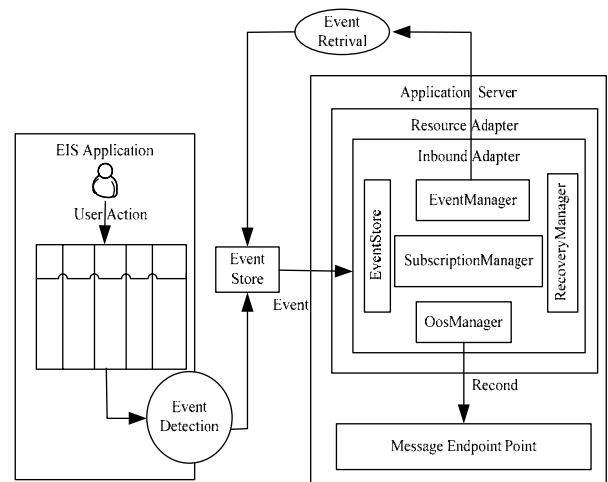 Event
Retrival
Application Server
Resource Adapter
Inbound Adapter
EventManager
EventStore
SubscriptionManager
RecoveryManager
OosManager
Recond
Message Endpoint Point
EIS Application
User Action
Event
Store
Event
Event
Detection